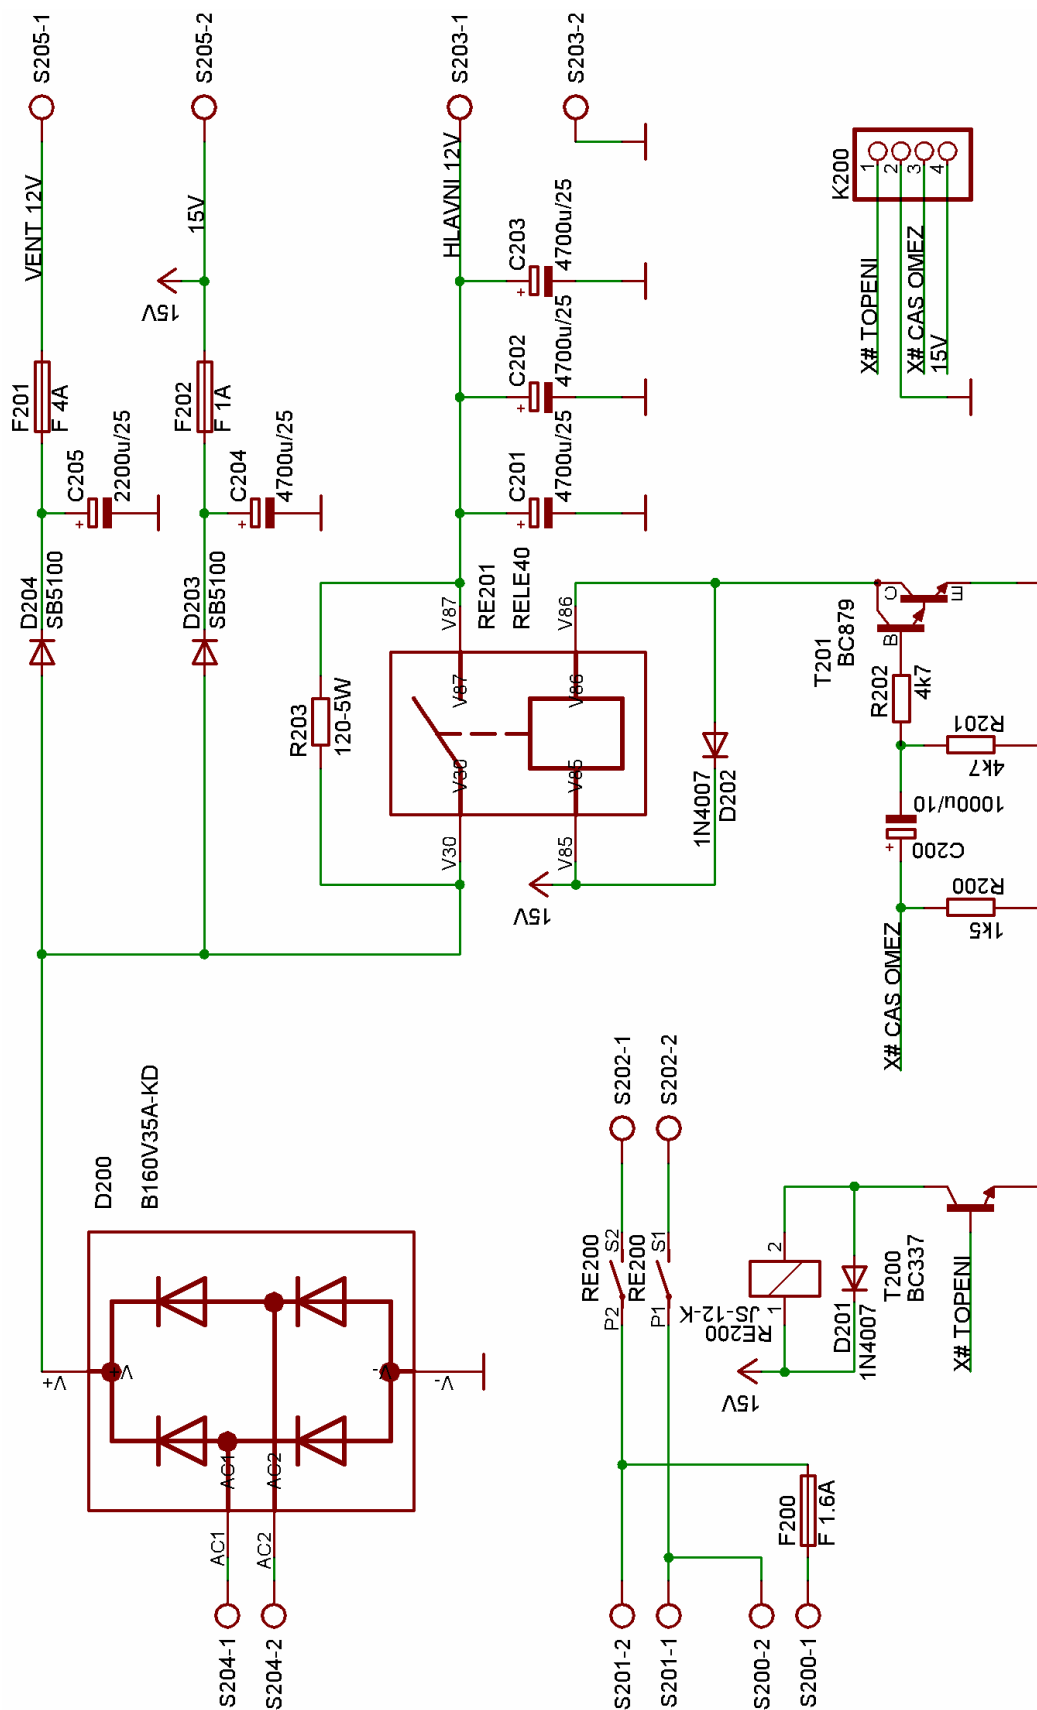 S205-1
VENT 12V
F201
F 4A
C205
2200u/25
D204
SB5100
S205-2
15V
15V
F202
F 1A
C204
4700u/25
D203
SB5100
S203-1
HLAVNI 12V
S203-2
C203
4700u/25
C202
4700u/25
C201
4700u/25
RE201
RELE40
V87
V87
V86
V86
V30
V30
V85
V85
R203
120-5W
15V
1N4007
D202
K200
1
2
3
4
X# TOPENI
X# CAS OMEZ
15V
T201
BC879
C
B
E
R202
4k7
R201
4k7
1000u/10
C200
R200
1k5
X# CAS OMEZ
D200
B160V35A-KD
V+
V+
V-
V-
AC1
AC1
AC2
AC2
S204-1
S204-2
S202-1
S202-2
RE200
S2
P2
RE200
S1
P1
RE200
JS-12-K
2
1
15V
D201
1N4007
T200
BC337
X# TOPENI
F200
F 1.6A
S201-2
S201-1
S200-2
S200-1